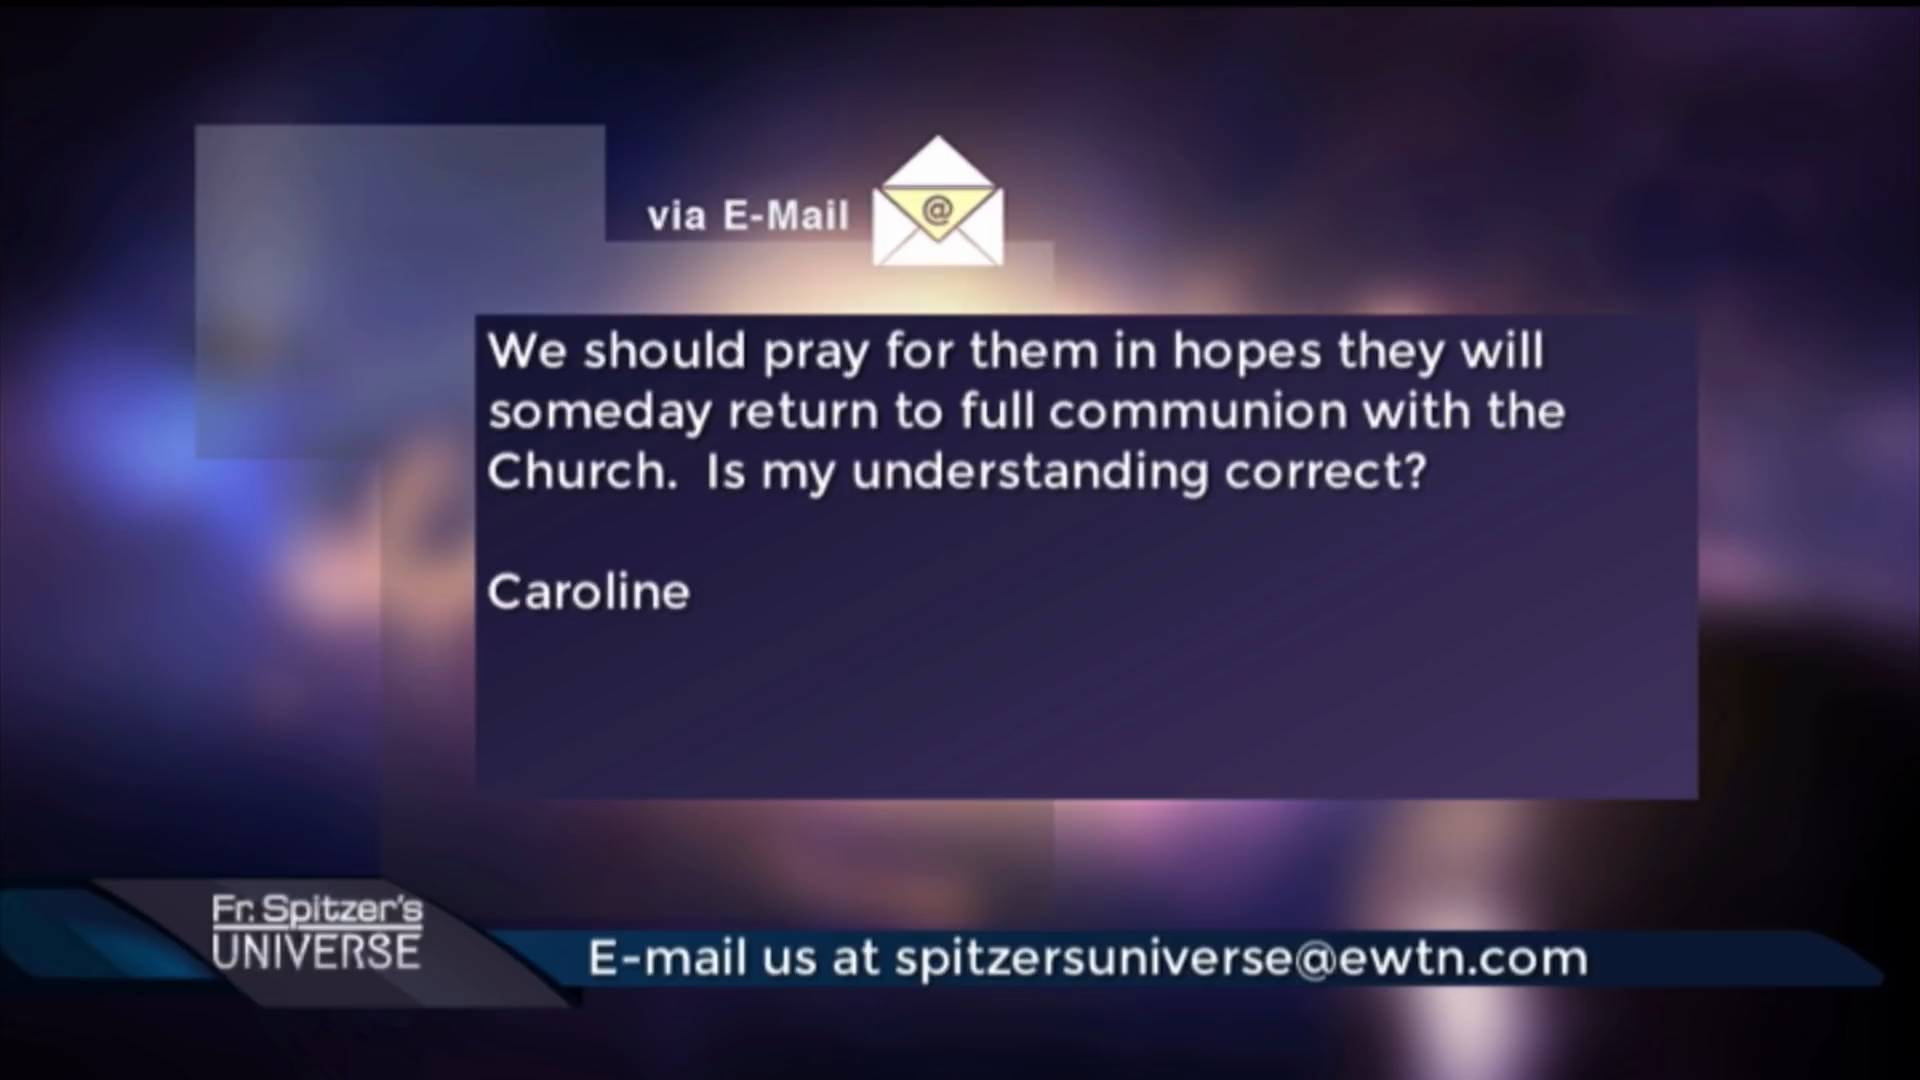 via E-Mail
@
We should pray for them in hopes they will
someday return to full communion with the
Church. Is my understanding correct?
Caroline
Fr. Spitzer's
UNIVERSE
E-mail us at spitzersuniverse@ewtn.com